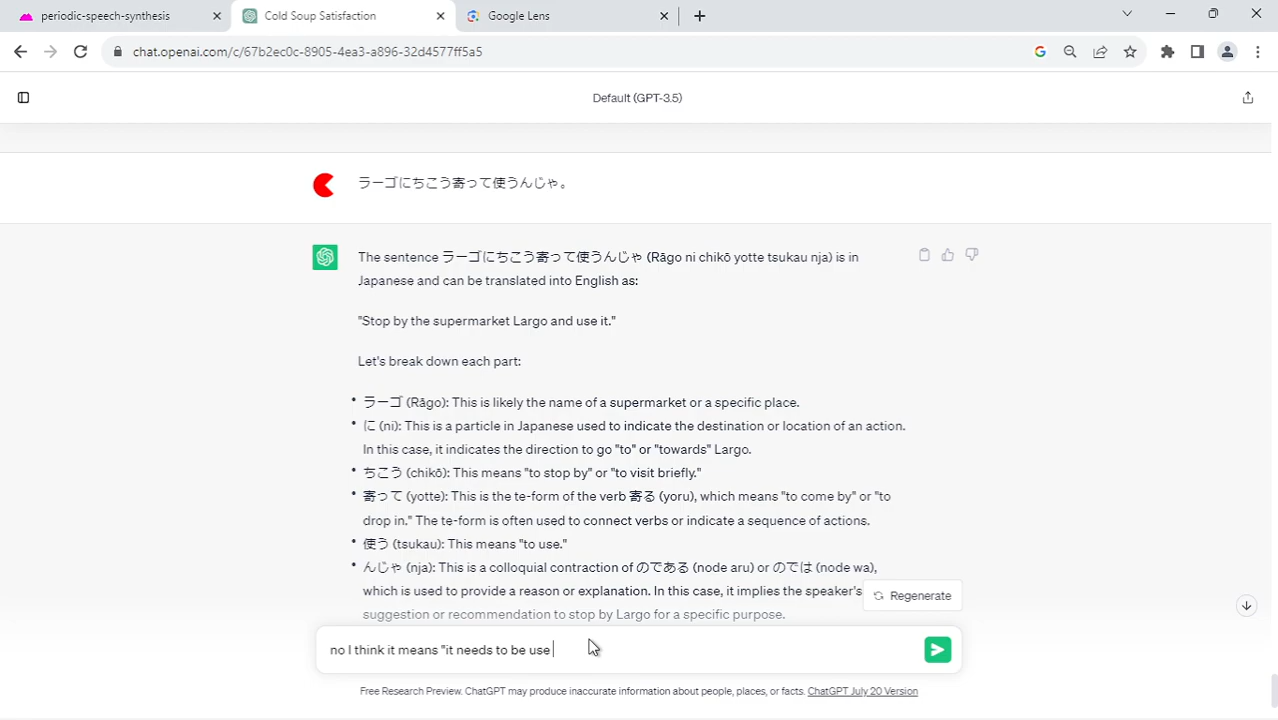 periodic-speech-synthesis
Cold Soup Satisfaction
Google Lens
chat.openai.com/c/67b2ec0c-8905-4ea3-a896-32d4577ff5a5
Default (GPT-3.5)
ラーゴにちこう寄って使うんじゃ。
The sentence ラーゴにちこう寄って使うんじゃ (Rāgo ni chikō yotte tsukau nja) is in
Japanese and can be translated into English as:
"Stop by the supermarket Largo and use it."
Let's break down each part:
• ラーゴ (Rāgo): This is likely the name of a supermarket or a specific place.
• に (ni): This is a particle in Japanese used to indicate the destination or location of an action.
In this case, it indicates the direction to go "to" or "towards" Largo.
• ちこう (chikō): This means "to stop by" or "to visit briefly."
• 寄って (yotte): This is the te-form of the verb 寄る (yoru), which means "to come by" or "to
drop in." The te-form is often used to connect verbs or indicate a sequence of actions.
• 使う (tsukau): This means "to use."
• んじゃ (nja): This is a colloquial contraction of のである (node aru) or のでは (node wa),
which is used to provide a reason or explanation. In this case, it implies the speaker's
Regenerate
suggestion or recommendation to stop by Largo for a specific purpose.
no I think it means "it needs to be use
Free Research Preview. ChatGPT may produce inaccurate information about people, places, or facts. ChatGPT July 20 Version